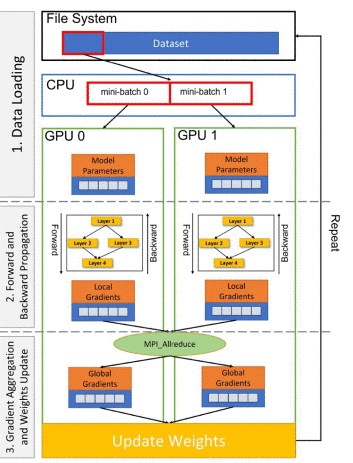 File System
Dataset
CPU
mini-batch 0
mini-batch 1
1. Data Loading
GPU 0
GPU 1
Model
Parameters
Model
Parameters
2. Forward and
Backward Propagation
Forward
Layer 1
Layer 2
Layer 3
Layer 4
Backward
Forward
Layer 1
Layer 2
Layer 3
Layer 4
Backward
Local
Gradients
Local
Gradients
Repeat
3. Gradient Aggregation
and Weights Update
MPI_Allreduce
Global
Gradients
Global
Gradients
Update Weights